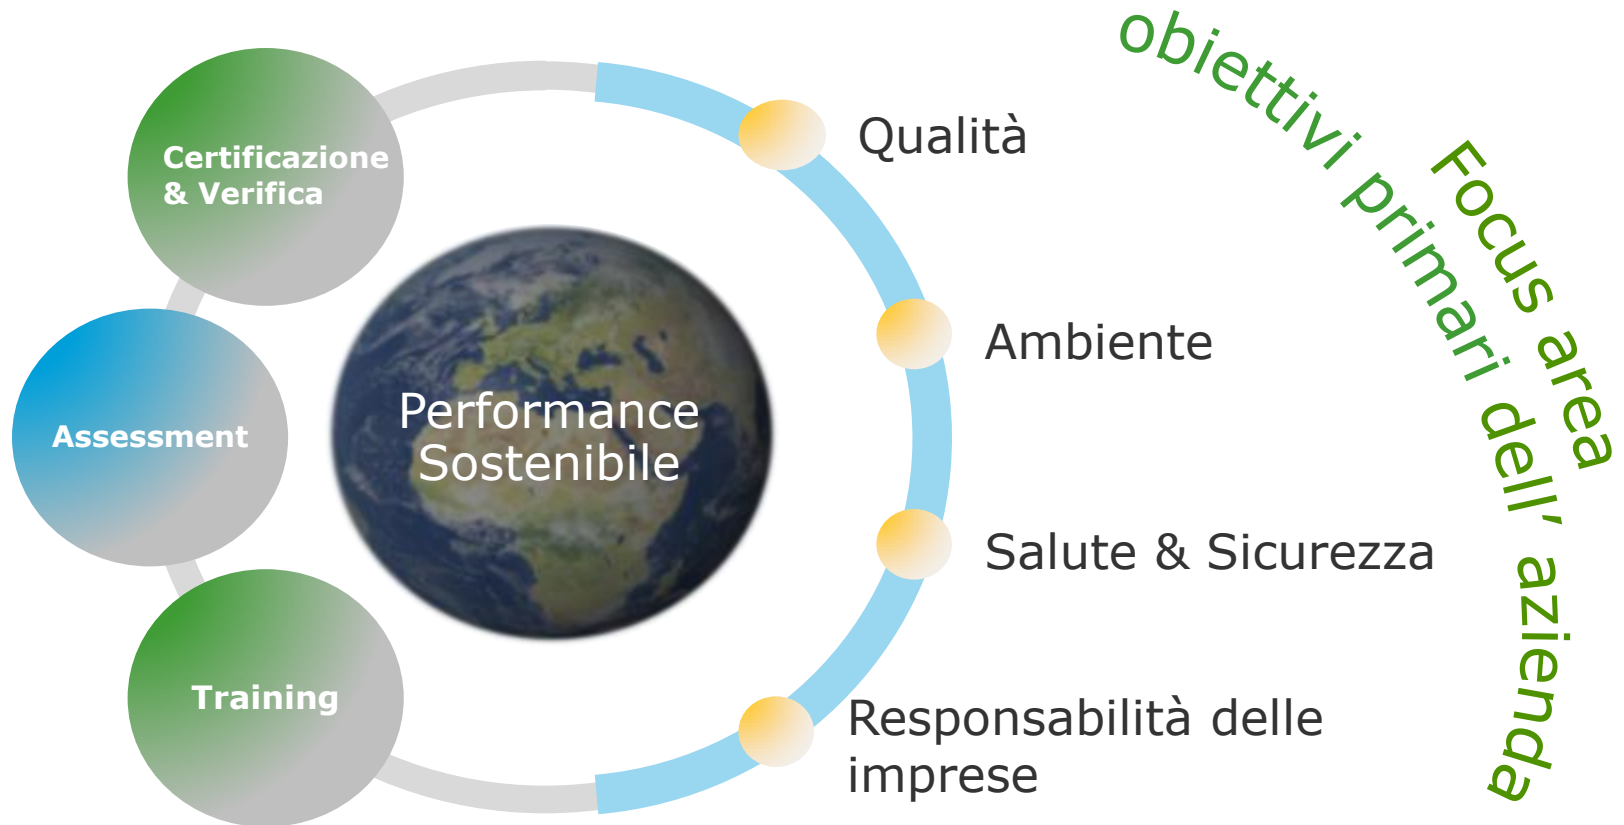 Certificazione
& Verifica
Assessment
Training
Performance
Sostenibile
Qualità
Ambiente
Salute & Sicurezza
Responsabilità delle
imprese
Focus area
obiettivi primari dell’ azienda